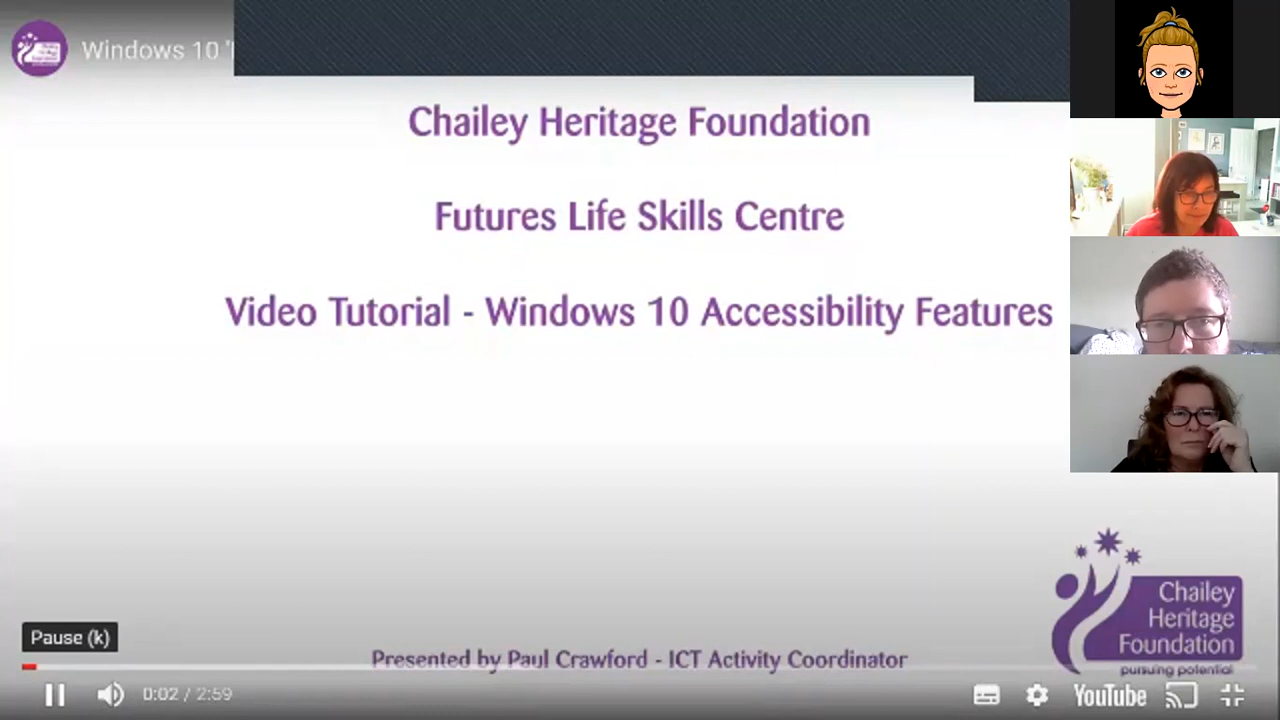 Windows 10 '
Chailey Heritage Foundation
Futures Life Skills Centre
Video Tutorial - Windows 10 Accessibility Features
Chailey
Heritage
Foundation
pursuing potential
Pause (k)
Presented by Paul Crawford - ICT Activity Coordinator
0:02 / 2:59
YouTube